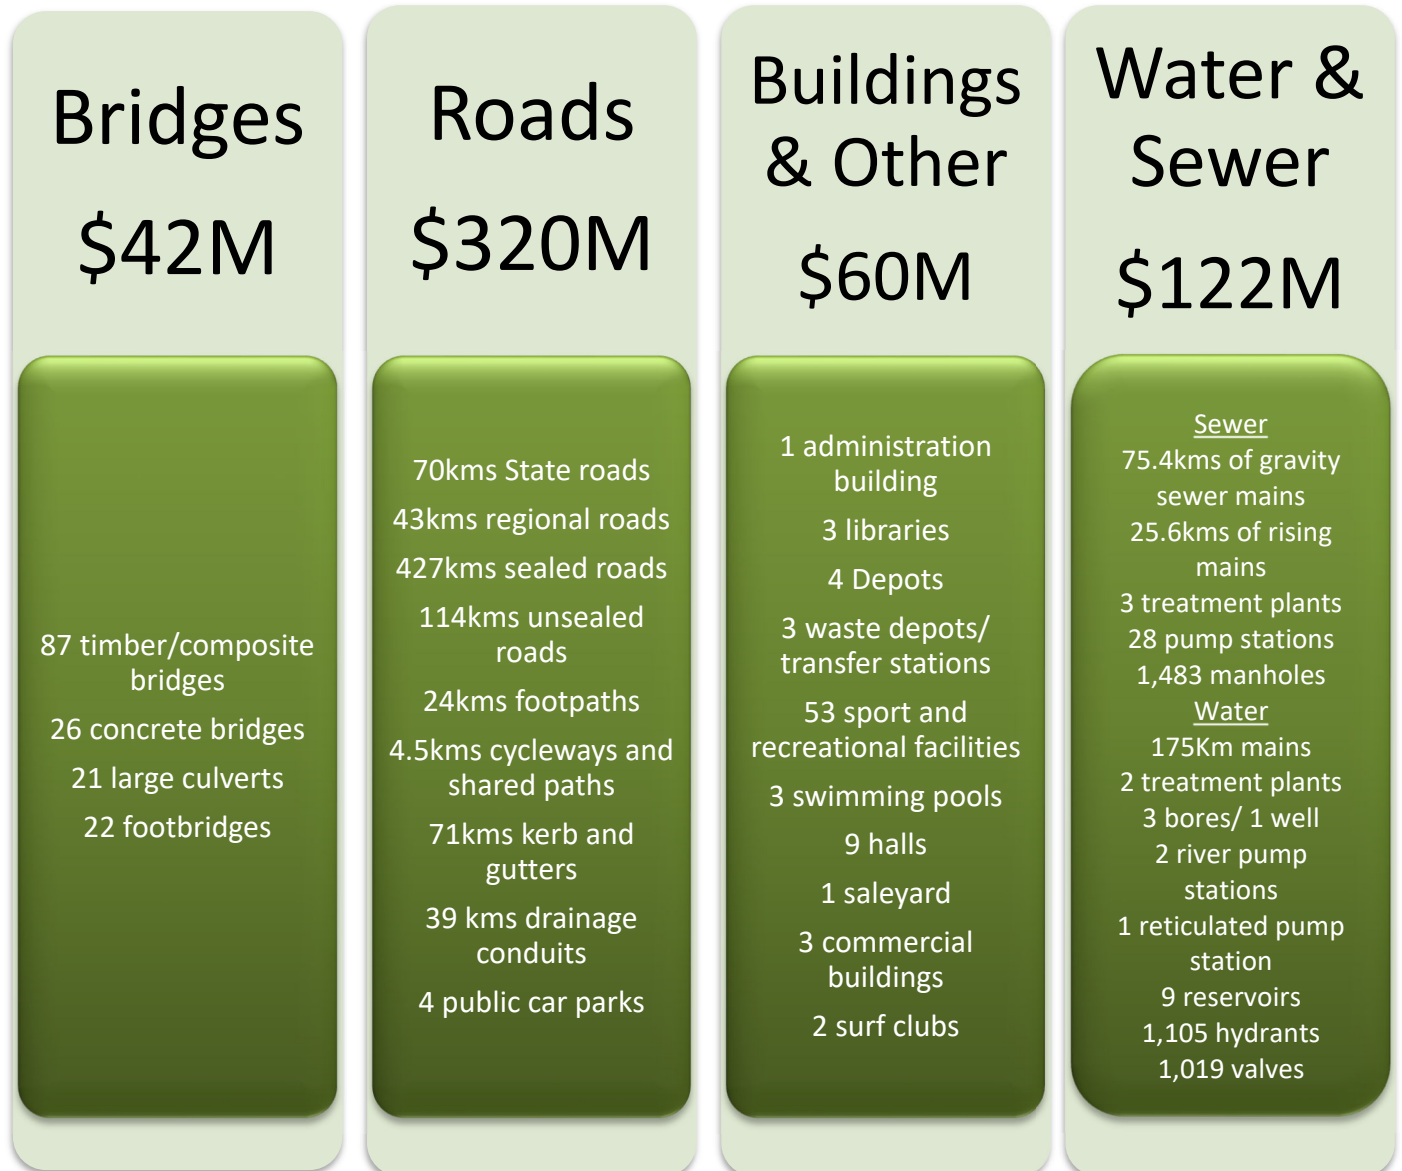 Bridges
$42M
87 timber/composite
bridges
26 concrete bridges
21 large culverts
22 footbridges
Roads
$320M
70kms State roads
43kms regional roads
427kms sealed roads
114kms unsealed
roads
24kms footpaths
4.5kms cycleways and
shared paths
71kms kerb and
gutters
39 kms drainage
conduits
4 public car parks
Buildings
& Other
$60M
1 administration
building
3 libraries
4 Depots
3 waste depots/
transfer stations
53 sport and
recreational facilities
3 swimming pools
9 halls
1 saleyard
3 commercial
buildings
2 surf clubs
Water &
Sewer
$122M
Sewer
75.4kms of gravity
sewer mains
25.6kms of rising
mains
3 treatment plants
28 pump stations
1,483 manholes
Water
175Km mains
2 treatment plants
3 bores/ 1 well
2 river pump
stations
1 reticulated pump
station
9 reservoirs
1,105 hydrants
1,019 valves